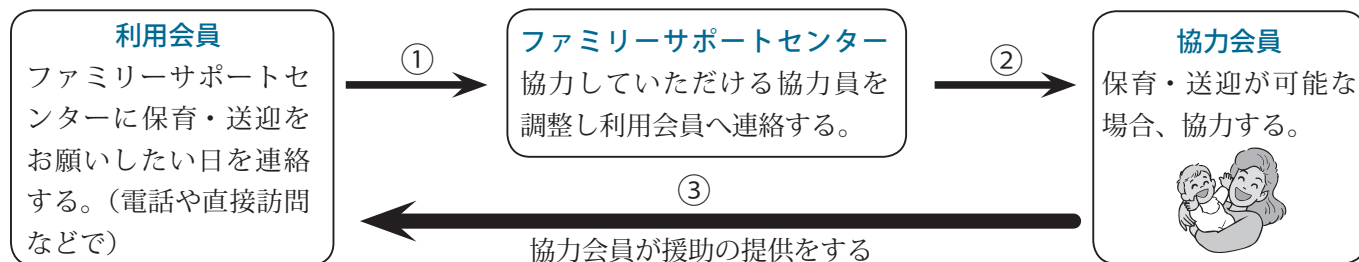 利用会員
ファミリーサポートセ
ンターに保育・送迎を
お願いしたい日を連絡
する。（電話や直接訪問
などで）
①
ファミリーサポートセンター
協力していただける協力員を
調整し利用会員へ連絡する。
②
協力会員
保育・送迎が可能な
場合、協力する。
③
協力会員が援助の提供をする